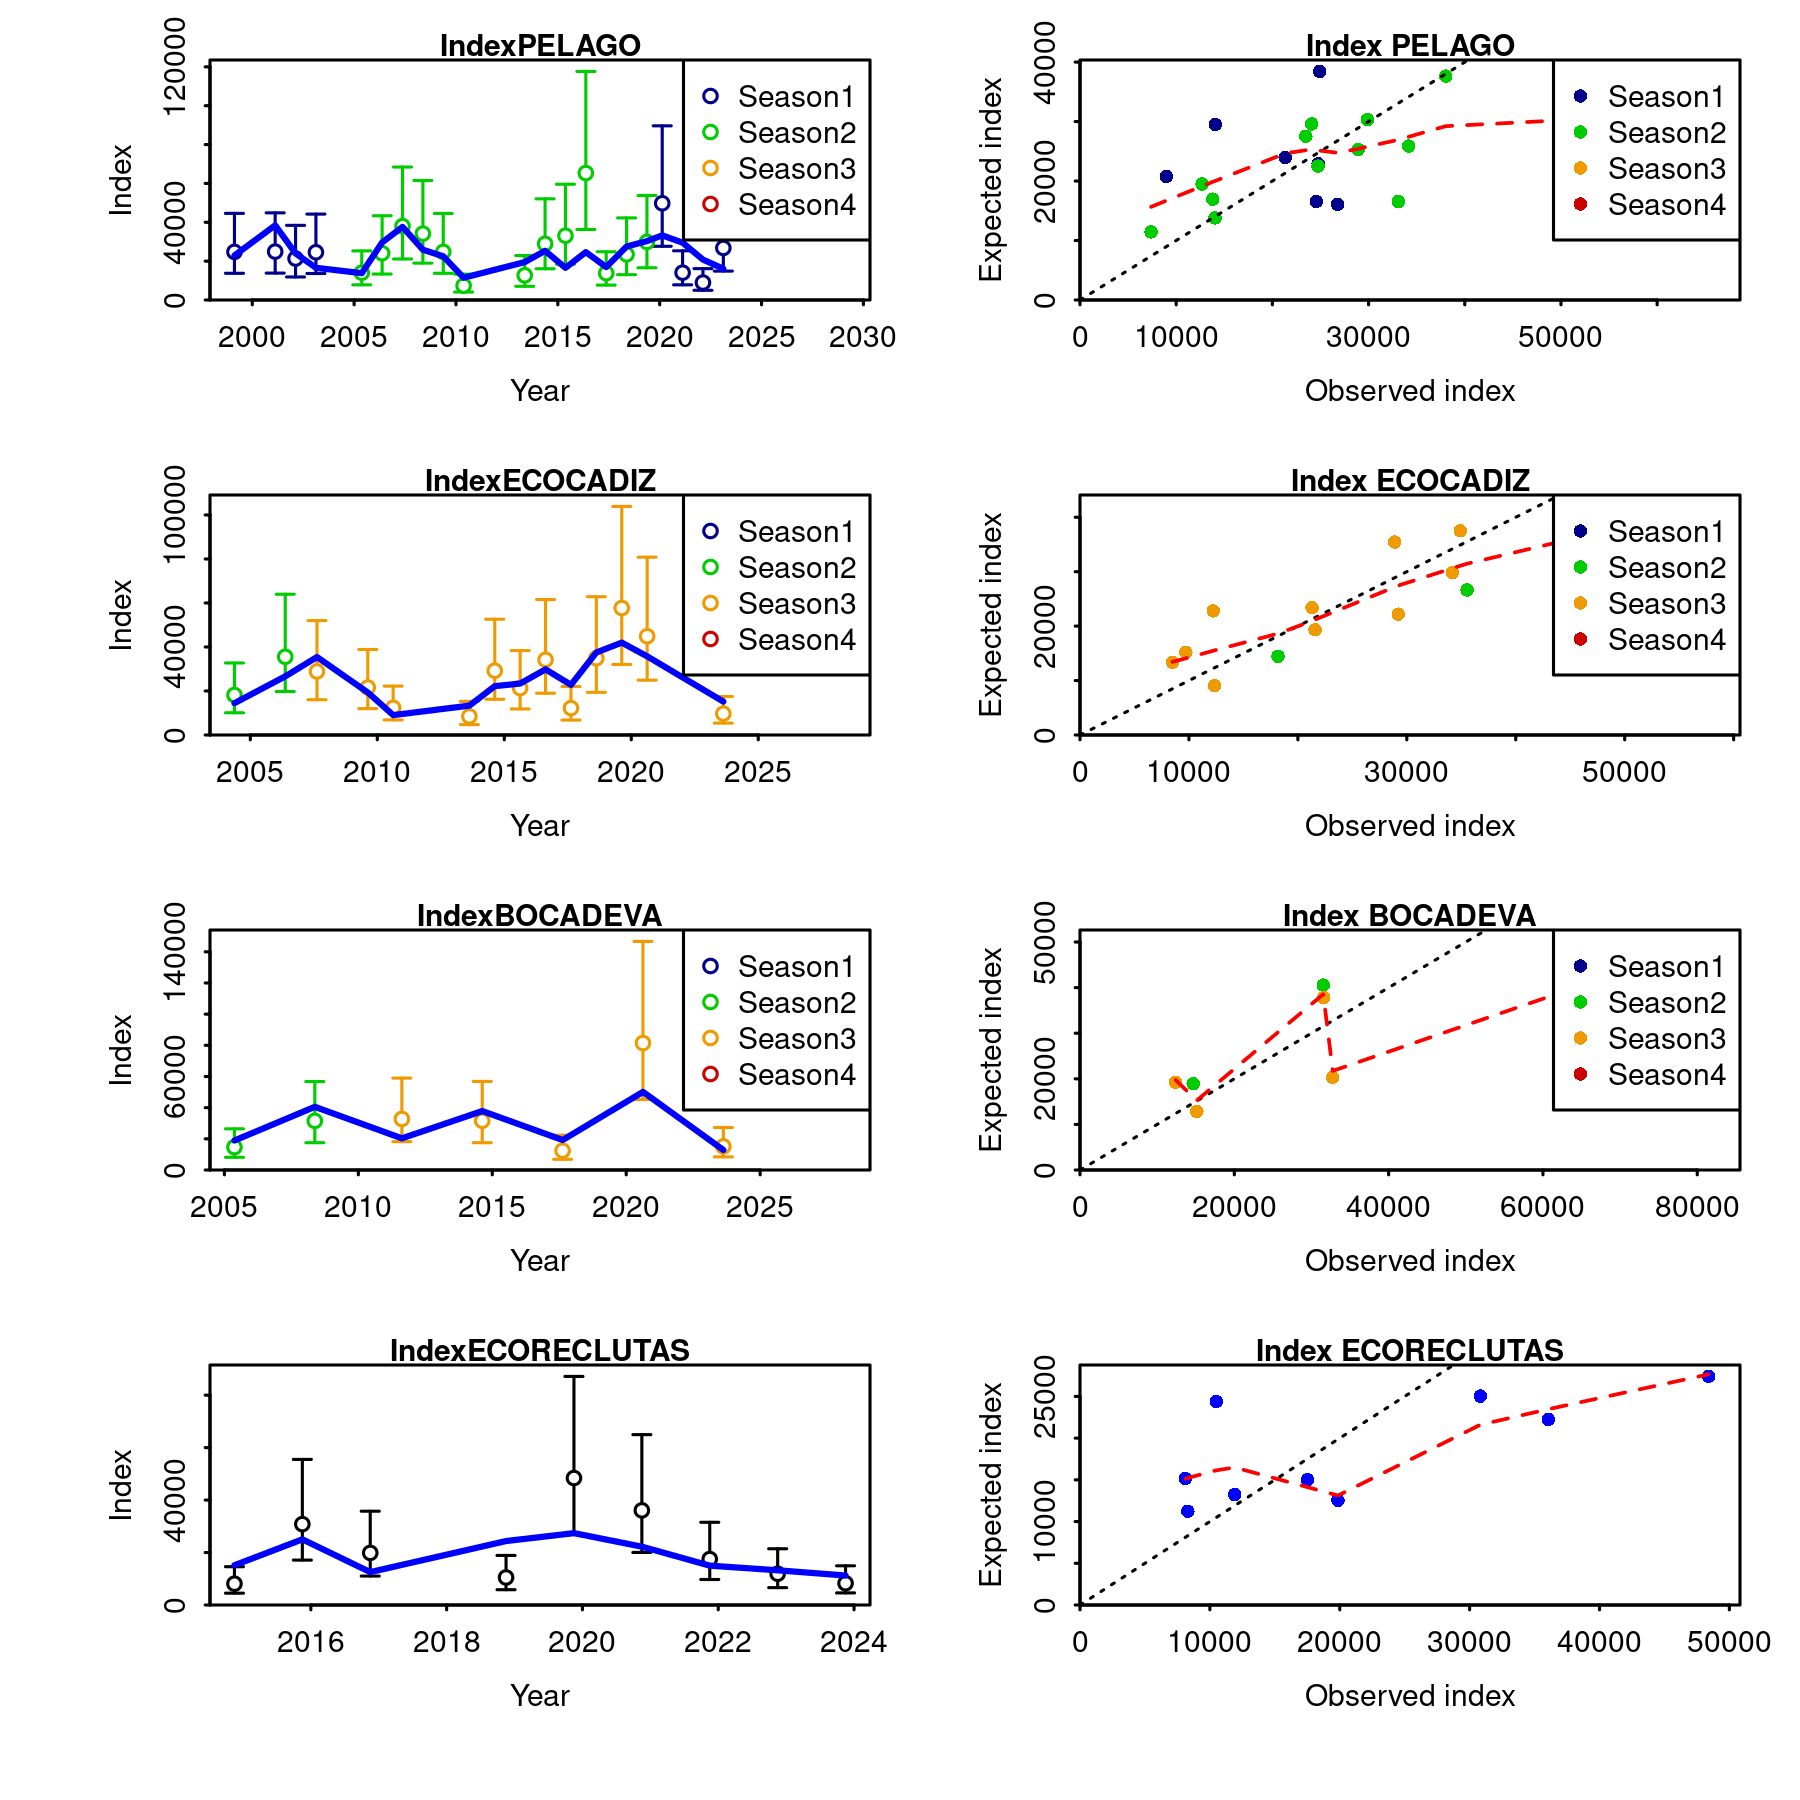 IndexPELAGO
Index
0 40000 120000
Season1
Season2
Season3
Season4
2000 2005 2010 2015 2020 2025 2030
Year
Index PELAGO
Expected index
0 20000 40000
Season1
Season2
Season3
Season4
0 10000 30000 50000
Observed index
IndexECOCADIZ
Index
0 40000 100000
Season1
Season2
Season3
Season4
2005 2010 2015 2020 2025
Year
Index ECOCADIZ
Expected index
0 20000
Season1
Season2
Season3
Season4
0 10000 30000 50000
Observed index
IndexBOCADEVA
Index
0 60000 140000
Season1
Season2
Season3
Season4
2005 2010 2015 2020 2025
Year
Index BOCADEVA
Expected index
0 20000 50000
Season1
Season2
Season3
Season4
0 20000 40000 60000 80000
Observed index
IndexECORECLUTAS
Index
0 40000
2016 2018 2020 2022 2024
Year
Index ECORECLUTAS
Expected index
0 10000 25000
0 10000 20000 30000 40000 50000
Observed index